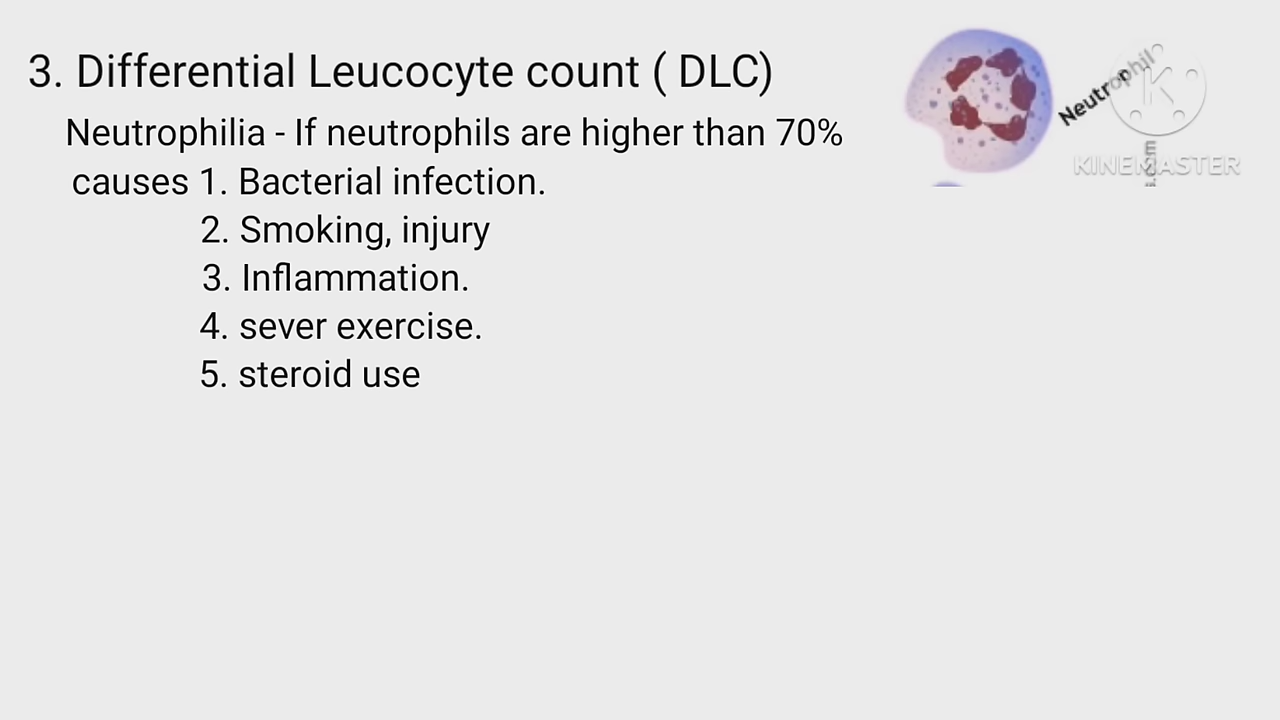 3. Differential Leucocyte count ( DLC)
Neutrophilia - If neutrophils are higher than 70%
causes 1. Bacterial infection.
2. Smoking, injury
3. Inflammation.
4. sever exercise.
5. steroid use
Neutrophil
K
KINEMASTER
s.com